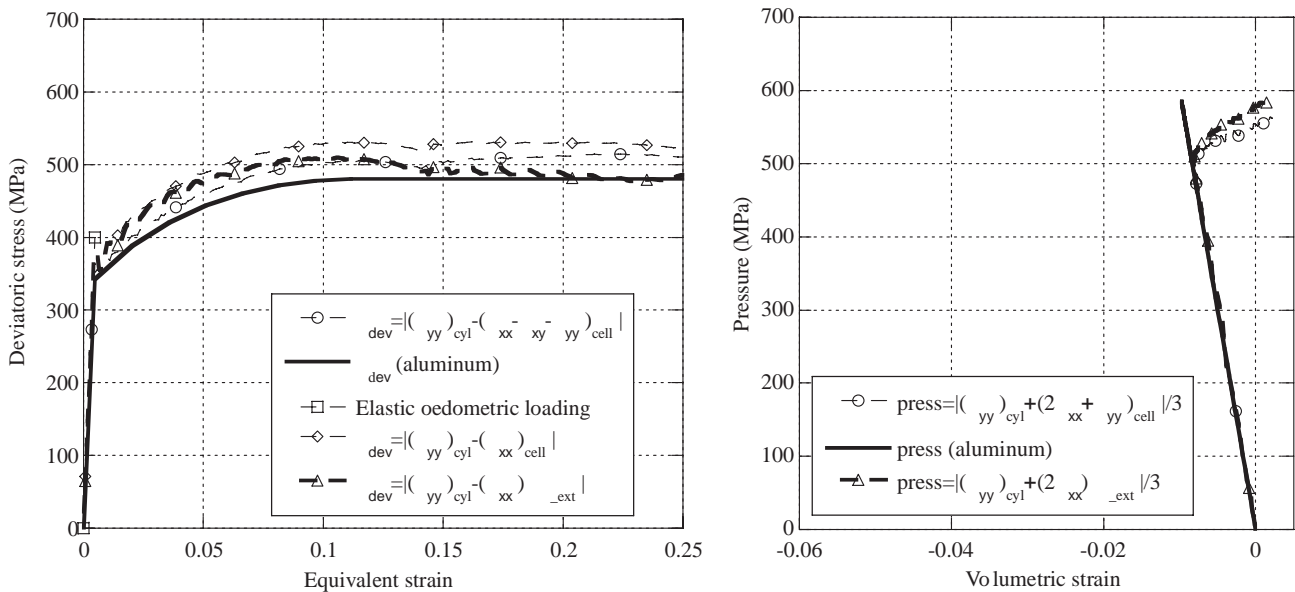 700
600
500
400
300
200
100
0
Deviatoric stress (MPa)
0 0.05 0.1 0.15 0.2 0.25
Equivalent strain
dev=|( yy)cyl-( xx- xy- yy)cell|
dev (aluminum)
Elastic oedometric loading
dev=|( yy)cyl-( xx)cell|
dev=|( yy)cyl-( xx) _ext|
700
600
500
400
300
200
100
0
Pressure (MPa)
-0.06 -0.04 -0.02 0
Vo lumetric strain
press=|( yy)cyl+(2 xx+ yy)cell|/3
press (aluminum)
press=|( yy)cyl+(2 xx) _ext|/3